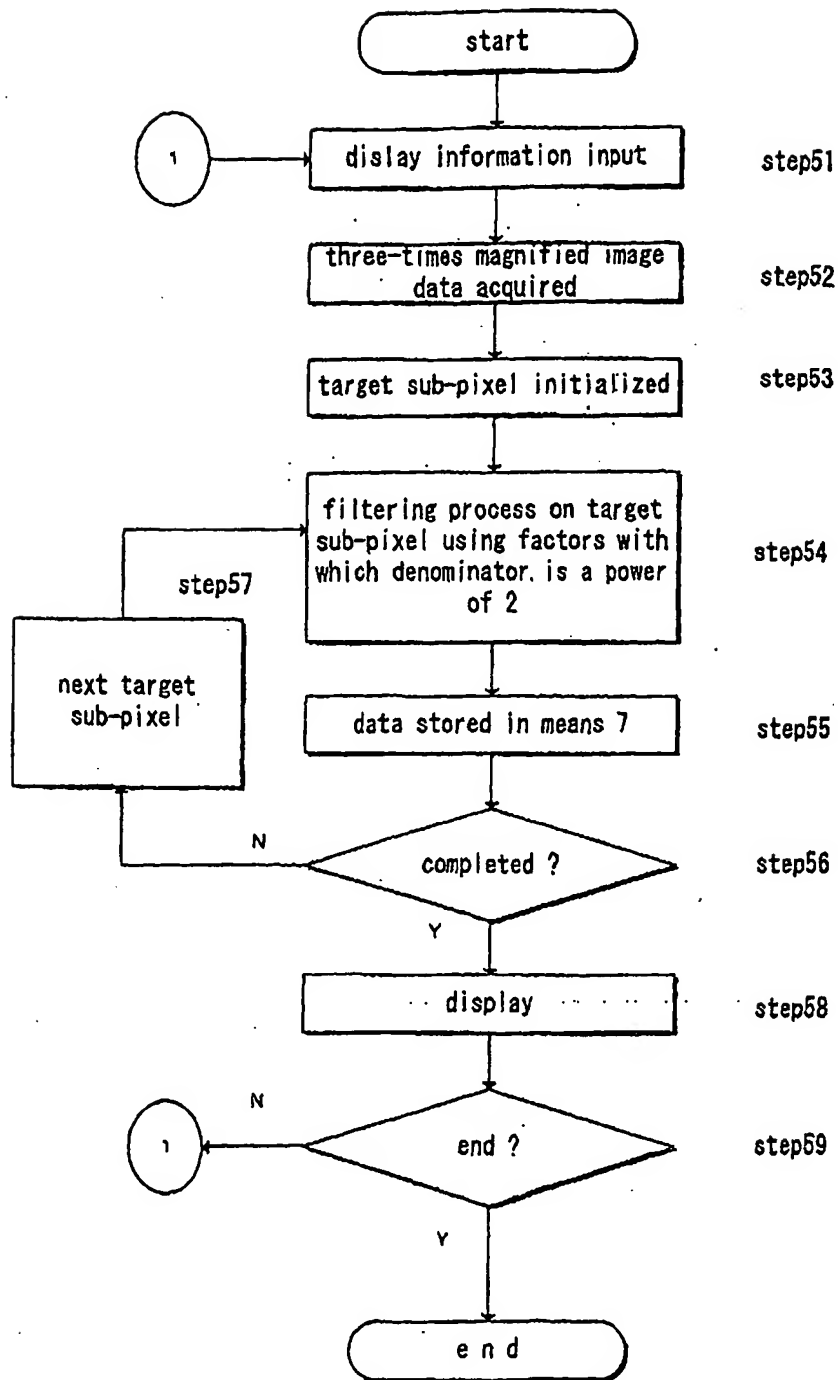 start
1
dislay information input
step51
three-times magnified image
data acquired
step52
target sub-pixel initialized
step53
filtering process on target
sub-pixel using factors with
which denominator. is a power
of 2
step54
step57
next target
sub-pixel
data stored in means 7
step55
N
completed ?
step56
Y
display
step58
N
1
end ?
step59
Y
e n d